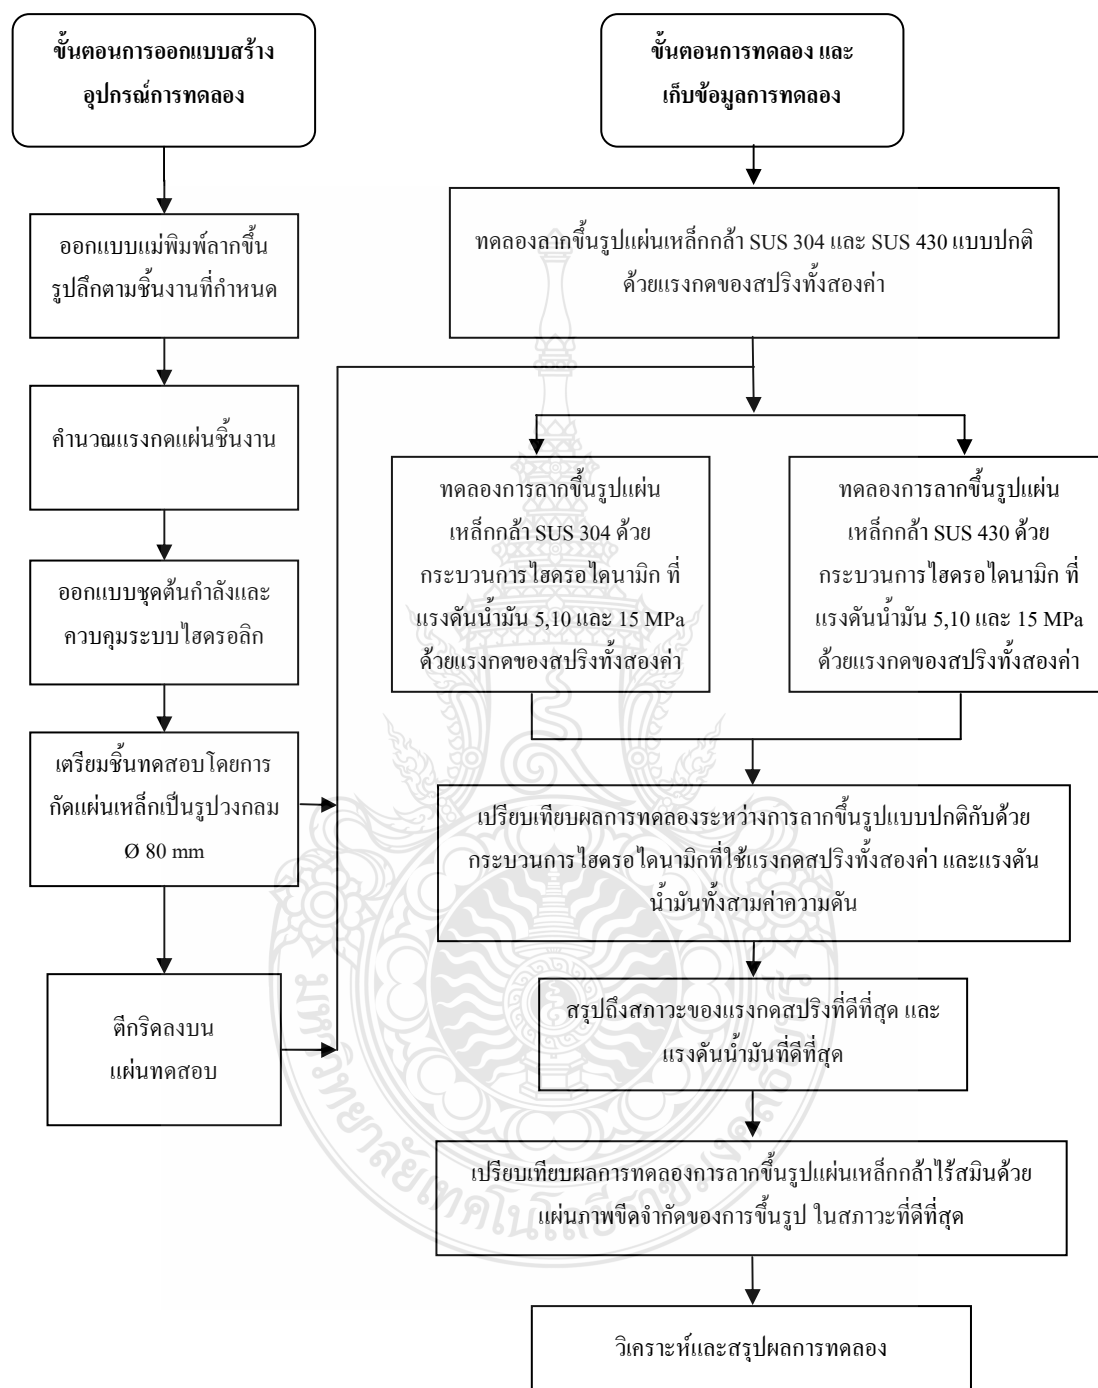 ขั้นตอนการออกแบบสร้าง
อุปกรณ์การทดลอง
ออกแบบแม่พิมพ์ลากขึ้น
รูปลึกตามชิ้นงานที่กำหนด
คำนวณแรงกดแผ่นชิ้นงาน
ออกแบบชุดต้นกำลังและ
ควบคุมระบบไฮดรอลิก
เตรียมชิ้นทดสอบโดยการ
กัดแผ่นเหล็กเป็นรูปวงกลม
Ø 80 mm
ตีกริดลงบน
แผ่นทดสอบ
ขั้นตอนการทดลอง และ
เก็บข้อมูลการทดลอง
ทดลองลากขึ้นรูปแผ่นเหล็กกล้า SUS 304 และ SUS 430 แบบปกติ
ด้วยแรงกดของสปริงทั้งสองค่า
ทดลองการลากขึ้นรูปแผ่น
เหล็กกล้า SUS 304 ด้วย
กระบวนการไฮดรอไดนามิก ที่
แรงดันน้ำมัน 5,10 และ 15 MPa
ด้วยแรงกดของสปริงทั้งสองค่า
ทดลองการลากขึ้นรูปแผ่น
เหล็กกล้า SUS 430 ด้วย
กระบวนการไฮดรอไดนามิก ที่
แรงดันน้ำมัน 5,10 และ 15 MPa
ด้วยแรงกดของสปริงทั้งสองค่า
เปรียบเทียบผลการทดลองระหว่างการลากขึ้นรูปแบบปกติกับด้วย
กระบวนการไฮดรอไดนามิกที่ใช้แรงกดสปริงทั้งสองค่า และแรงดัน
น้ำมันทั้งสามค่าความดัน
สรุปถึงสภาวะของแรงกดสปริงที่ดีที่สุด และ
แรงดันน้ำมันที่ดีที่สุด
เปรียบเทียบผลการทดลองการลากขึ้นรูปแผ่นเหล็กกล้าไร้สนิมด้วย
แผ่นภาพขีดจำกัดของการขึ้นรูป ในสภาวะที่ดีที่สุด
วิเคราะห์และสรุปผลการทดลอง
มหาวิทยาลัยเทคโนโลยีราชมงคลธัญบุรี